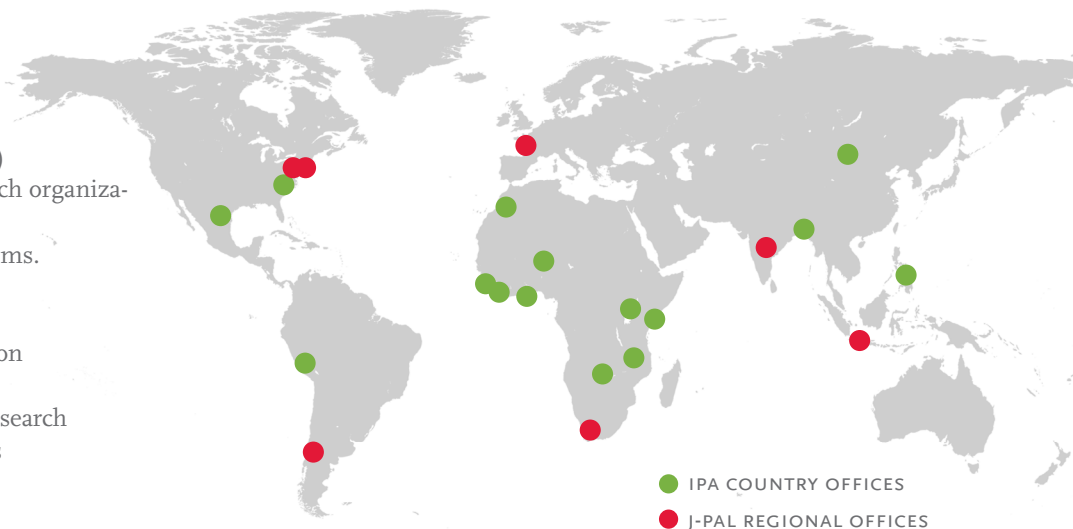 )
ch organiza-
ms.
on
search
s
IPA COUNTRY OFFICES
J-PAL REGIONAL OFFICES